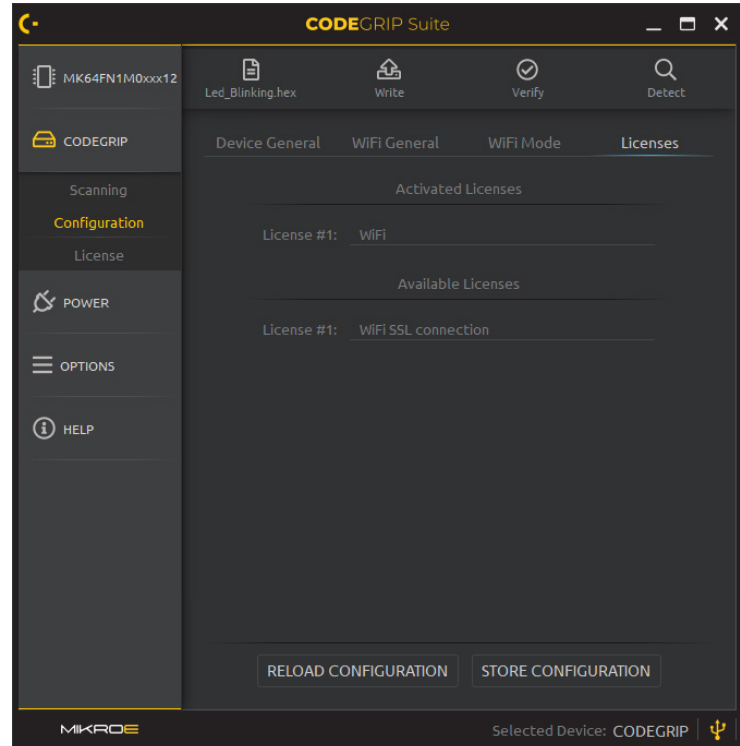 CODEGRIP Suite
MK64FN1M0xxx12
Led_Blinking.hex
Write
Verify
Detect
CODEGRIP
Scanning
Configuration
License
POWER
OPTIONS
HELP
Device General
WiFi General
WiFi Mode
Licenses
Activated Licenses
License #1: WiFi
Available Licenses
License #1: WiFi SSL connection
RELOAD CONFIGURATION
STORE CONFIGURATION
MIKROE
Selected Device: CODEGRIP